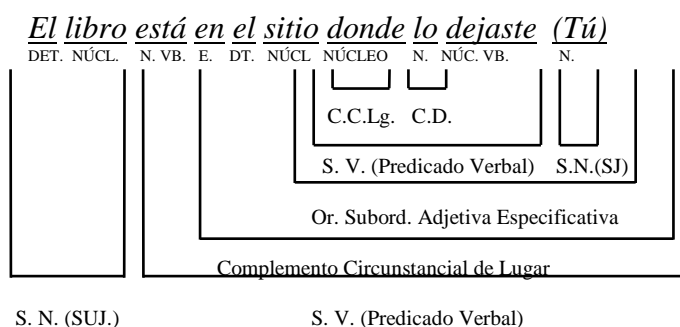 El libro está en el sitio donde lo dejaste (Tú)
DET. NÚCL. N. VB. E. DT. NÚCL NÚCLEO N. NÚC. VB. N.
C.C.Lg. C.D.
S. V. (Predicado Verbal) S.N.(SJ)
Or. Subord. Adjetiva Especificativa
Complemento Circunstancial de Lugar
S. N. (SUJ.) S. V. (Predicado Verbal)